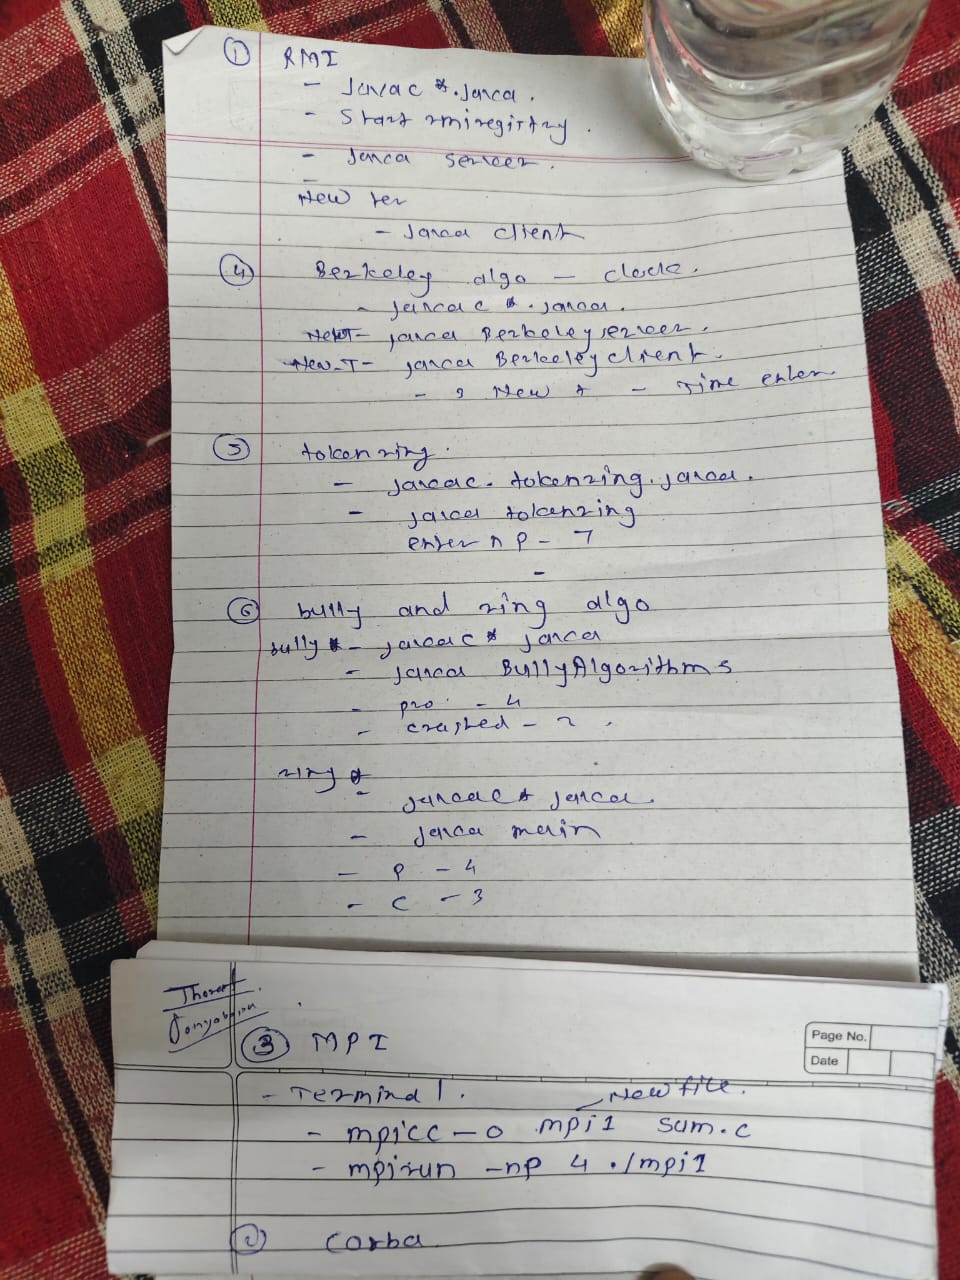 ① RMI
- Javac *.java.
- Start rmiregistry.
- Java server.
New ter
- Java client
④ Berkeley algo - clock.
- javac *.java.
New T- java Berkeleyserver.
New-T- java Berkeleyclient.
- New t - Time enter
⑤ tokenring.
- javac. tokenring.java.
- java tokenring
enter n p - 7
-
⑥ bully and ring algo
bully - javac * java
- java BullyAlgorithms
- pro - 4
- crashed - 2.
ring
- javac * java.
- java main
- P - 4
- C - 3
Page No.
Date
③ MPI
- Terminal.
New file.
- mpicc -o mpi1 sum.c
- mpirun -np 4 ./mpi1
② Corba